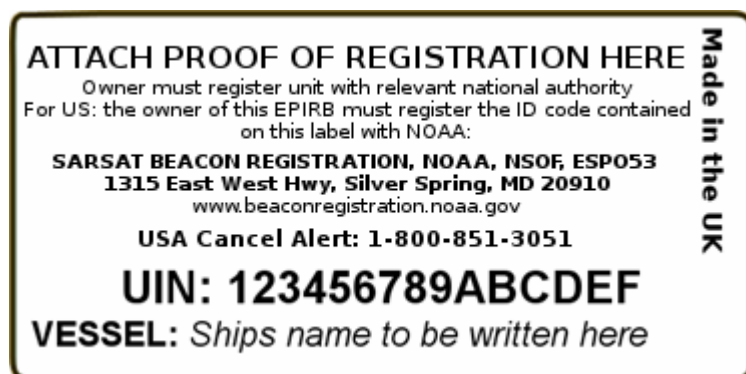 ATTACH PROOF OF REGISTRATION HERE
Owner must register unit with relevant national authority
For US: the owner of this EPIRB must register the ID code contained
on this label with NOAA:
SARSAT BEACON REGISTRATION, NOAA, NSOF, ESPO53
1315 East West Hwy, Silver Spring, MD 20910
www.beaconregistration.noaa.gov
USA Cancel Alert: 1-800-851-3051
UIN: 123456789ABCDEF
VESSEL: Ships name to be written here
Made in the UK